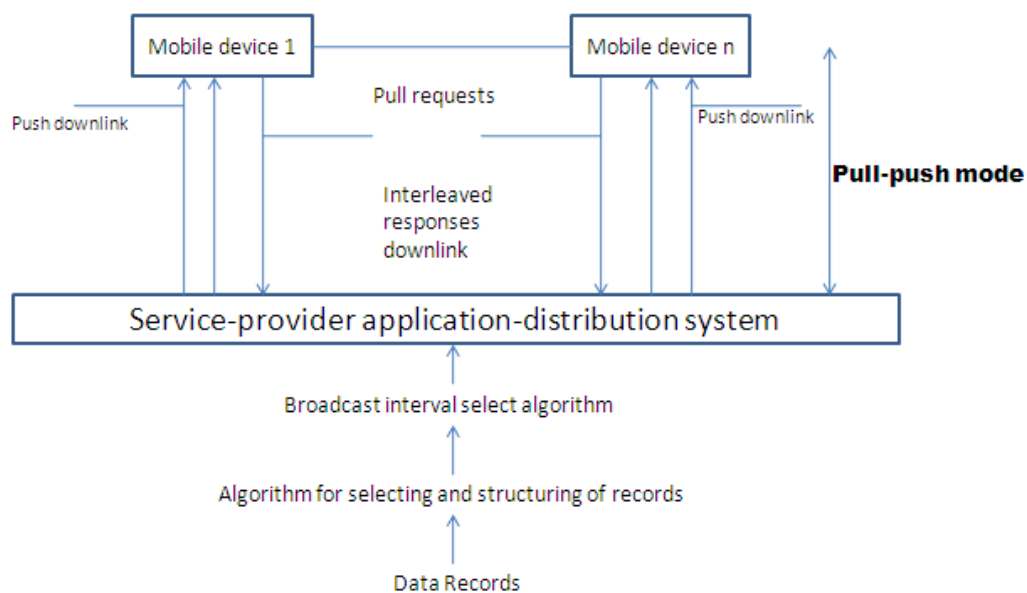 Mobile device 1
Mobile device n
Pull requests
Push downlink
Push downlink
Pull-push mode
Interleaved
responses
downlink
Service-provider application-distribution system
Broadcast interval select algorithm
Algorithm for selecting and structuring of records
Data Records